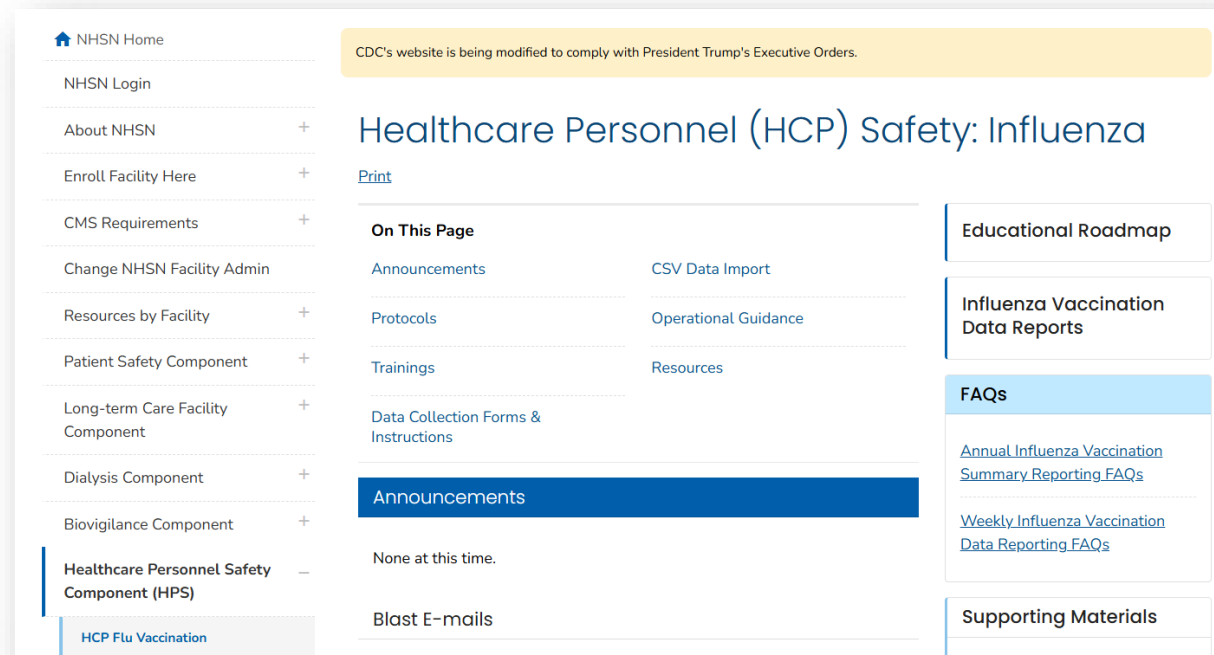 NHSN Home
NHSN Login
About NHSN
Enroll Facility Here
CMS Requirements
Change NHSN Facility Admin
Resources by Facility
Patient Safety Component
Long-term Care Facility
Component
Dialysis Component
Biovigilance Component
Healthcare Personnel Safety
Component (HPS)
HCP Flu Vaccination
CDC's website is being modified to comply with President Trump's Executive Orders.
Healthcare Personnel (HCP) Safety: Influenza
Print
On This Page
Announcements
Protocols
Trainings
Data Collection Forms &
Instructions
CSV Data Import
Operational Guidance
Resources
Announcements
None at this time.
Blast E-mails
Educational Roadmap
Influenza Vaccination
Data Reports
FAQs
Annual Influenza Vaccination
Summary Reporting FAQs
Weekly Influenza Vaccination
Data Reporting FAQs
Supporting Materials